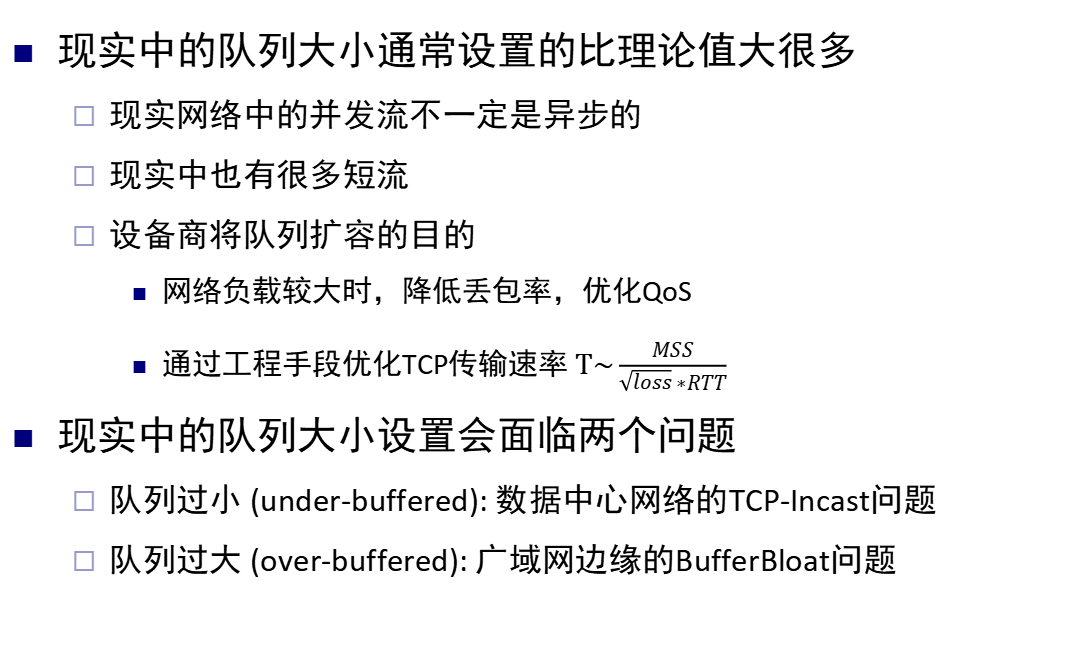 现实中的队列大小通常设置的比理论值大很多
现实网络中的并发流不一定是异步的
现实中也有很多短流
设备商将队列扩容的目的
网络负载较大时，降低丢包率，优化QoS
通过工程手段优化TCP传输速率 T~ MSS / (√loss * RTT)
现实中的队列大小设置会面临两个问题
队列过小 (under-buffered): 数据中心网络的TCP-Incast问题
队列过大 (over-buffered): 广域网边缘的BufferBloat问题